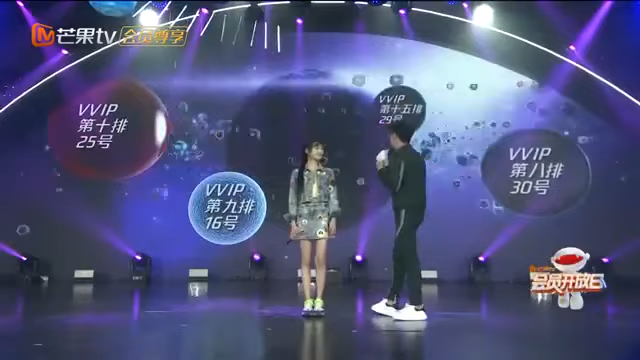 芒果tv 会员尊享
VVIP
第十排
25号
VVIP
第九排
16号
VVIP
第十五排
29号
VVIP
第八排
30号
会员开放日